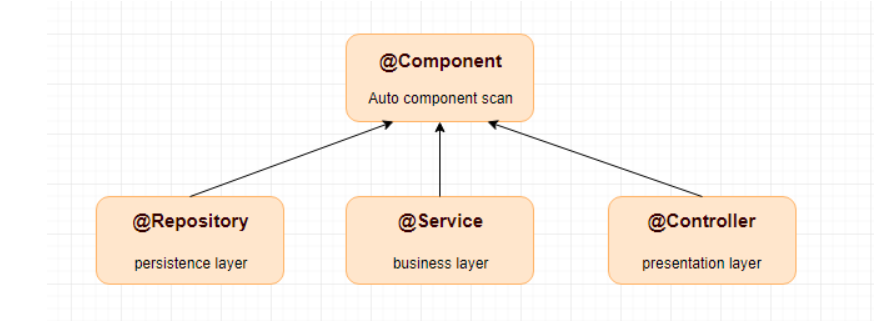 @Component
Auto component scan
@Repository
persistence layer
@Service
business layer
@Controller
presentation layer